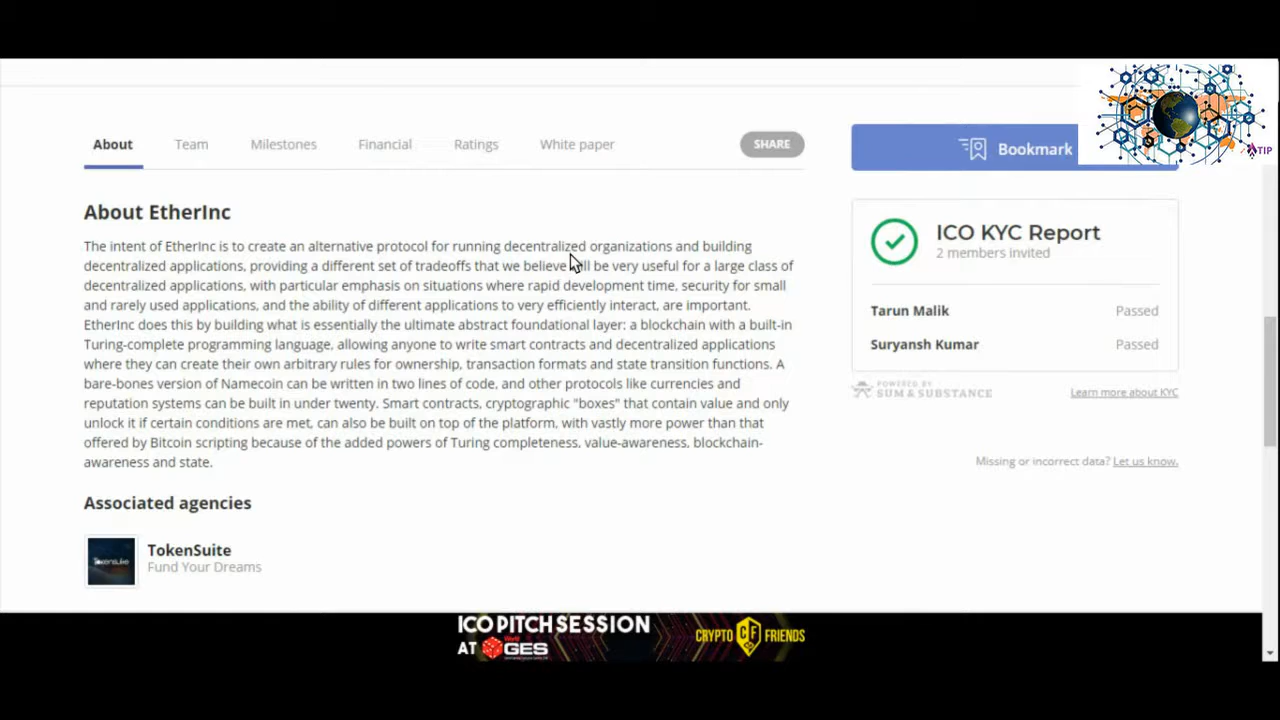 About Team Milestones Financial Ratings White paper SHARE
Bookmark
TIP
About EtherInc
The intent of EtherInc is to create an alternative protocol for running decentralized organizations and building
decentralized applications, providing a different set of tradeoffs that we believe will be very useful for a large class of
decentralized applications, with particular emphasis on situations where rapid development time, security for small
and rarely used applications, and the ability of different applications to very efficiently interact, are important.
EtherInc does this by building what is essentially the ultimate abstract foundational layer: a blockchain with a built-in
Turing-complete programming language, allowing anyone to write smart contracts and decentralized applications
where they can create their own arbitrary rules for ownership, transaction formats and state transition functions. A
bare-bones version of Namecoin can be written in two lines of code, and other protocols like currencies and
reputation systems can be built in under twenty. Smart contracts, cryptographic "boxes" that contain value and only
unlock it if certain conditions are met, can also be built on top of the platform, with vastly more power than that
offered by Bitcoin scripting because of the added powers of Turing completeness, value-awareness, blockchain-
awareness and state.
Associated agencies
Tokensuite
TokenSuite
Fund Your Dreams
ICO KYC Report
2 members invited
Tarun Malik Passed
Suryansh Kumar Passed
POWERED BY
SUM & SUBSTANCE
Learn more about KYC
Missing or incorrect data? Let us know.
ICO PITCH SESSION
AT World GES
CRYPTO CF FRIENDS